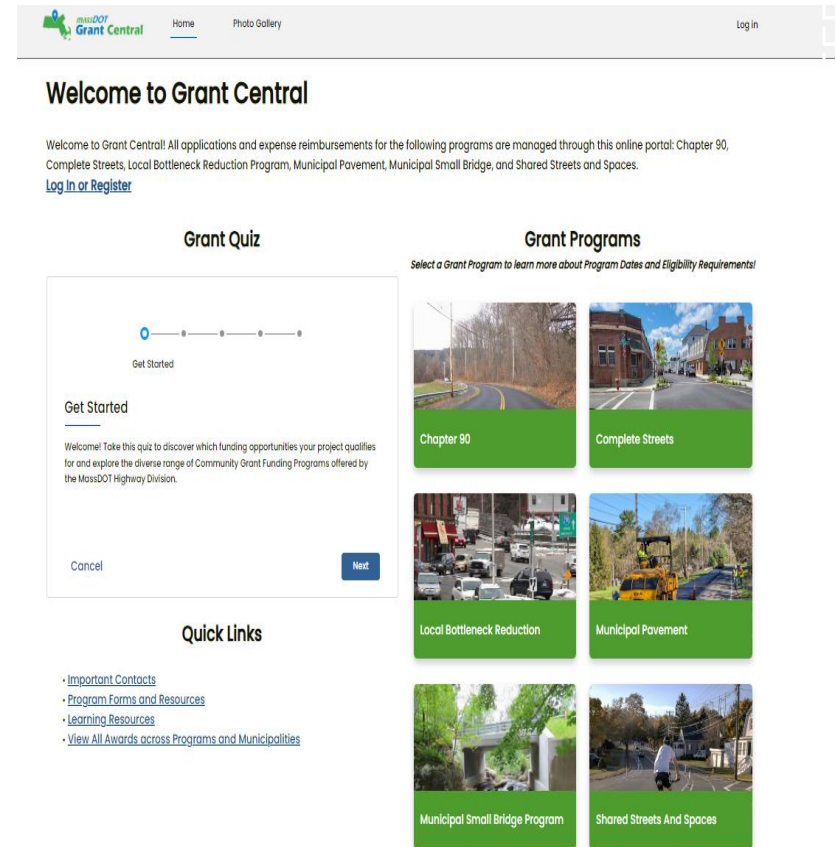 massDOT
Grant Central
Home
Photo Gallery
Log in
Welcome to Grant Central
Welcome to Grant Central! All applications and expense reimbursements for the following programs are managed through this online portal: Chapter 90,
Complete Streets, Local Bottleneck Reduction Program, Municipal Pavement, Municipal Small Bridge, and Shared Streets and Spaces.
Log In or Register
Grant Quiz
Get Started
Get Started
Welcome! Take this quiz to discover which funding opportunities your project qualifies
for and explore the diverse range of Community Grant Funding Programs offered by
the MassDOT Highway Division.
Cancel
Next
Quick Links
• Important Contacts
• Program Forms and Resources
• Learning Resources
• View All Awards across Programs and Municipalities
Grant Programs
Select a Grant Program to learn more about Program Dates and Eligibility Requirements!
Chapter 90
Complete Streets
Local Bottleneck Reduction
Municipal Pavement
Municipal Small Bridge Program
Shared Streets And Spaces